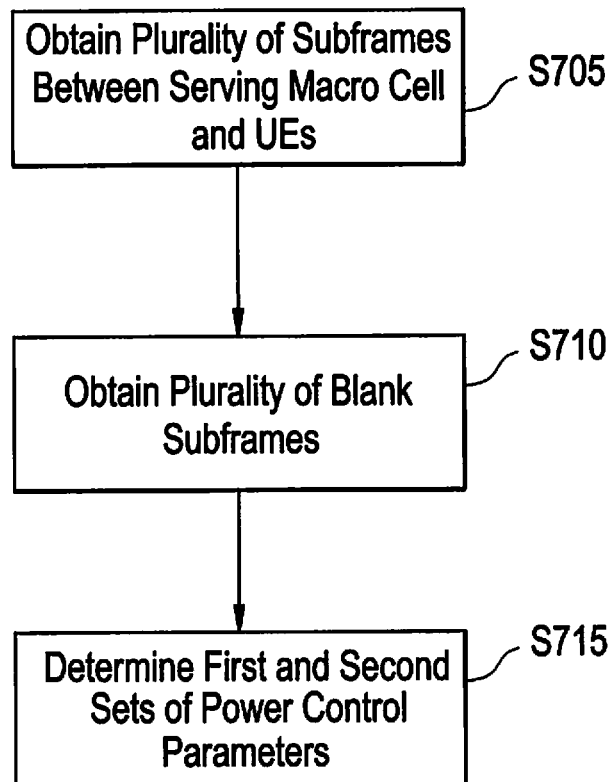 Obtain Plurality of Subframes
Between Serving Macro Cell
and UEs
S705
Obtain Plurality of Blank
Subframes
S710
Determine First and Second
Sets of Power Control
Parameters
S715